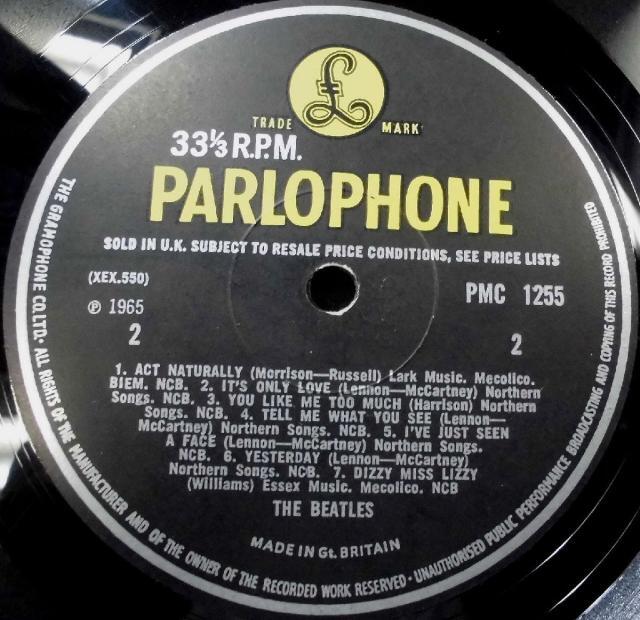 £
TRADE MARK
33⅓ R.P.M.
PARLOPHONE
SOLD IN U.K. SUBJECT TO RESALE PRICE CONDITIONS, SEE PRICE LISTS
(XEX.550)
PMC 1255
℗ 1965
2
2
1. ACT NATURALLY (Morrison—Russell) Lark Music. Mecolico.
BIEM. NCB. 2. IT'S ONLY LOVE (Lennon—McCartney) Northern
Songs. NCB. 3. YOU LIKE ME TOO MUCH (Harrison) Northern
Songs. NCB. 4. TELL ME WHAT YOU SEE (Lennon—
McCartney) Northern Songs. NCB. 5. I'VE JUST SEEN
A FACE (Lennon—McCartney) Northern Songs.
NCB. 6. YESTERDAY (Lennon—McCartney)
Northern Songs. NCB. 7. DIZZY MISS LIZZY
(Williams) Essex Music. Mecolico. NCB
THE BEATLES
MADE IN Gt. BRITAIN
THE GRAMOPHONE CO. LTD. · ALL RIGHTS OF THE MANUFACTURER AND OF THE OWNER OF THE RECORDED WORK RESERVED · UNAUTHORISED PUBLIC PERFORMANCE BROADCASTING AND COPYING OF THIS RECORD PROHIBITED